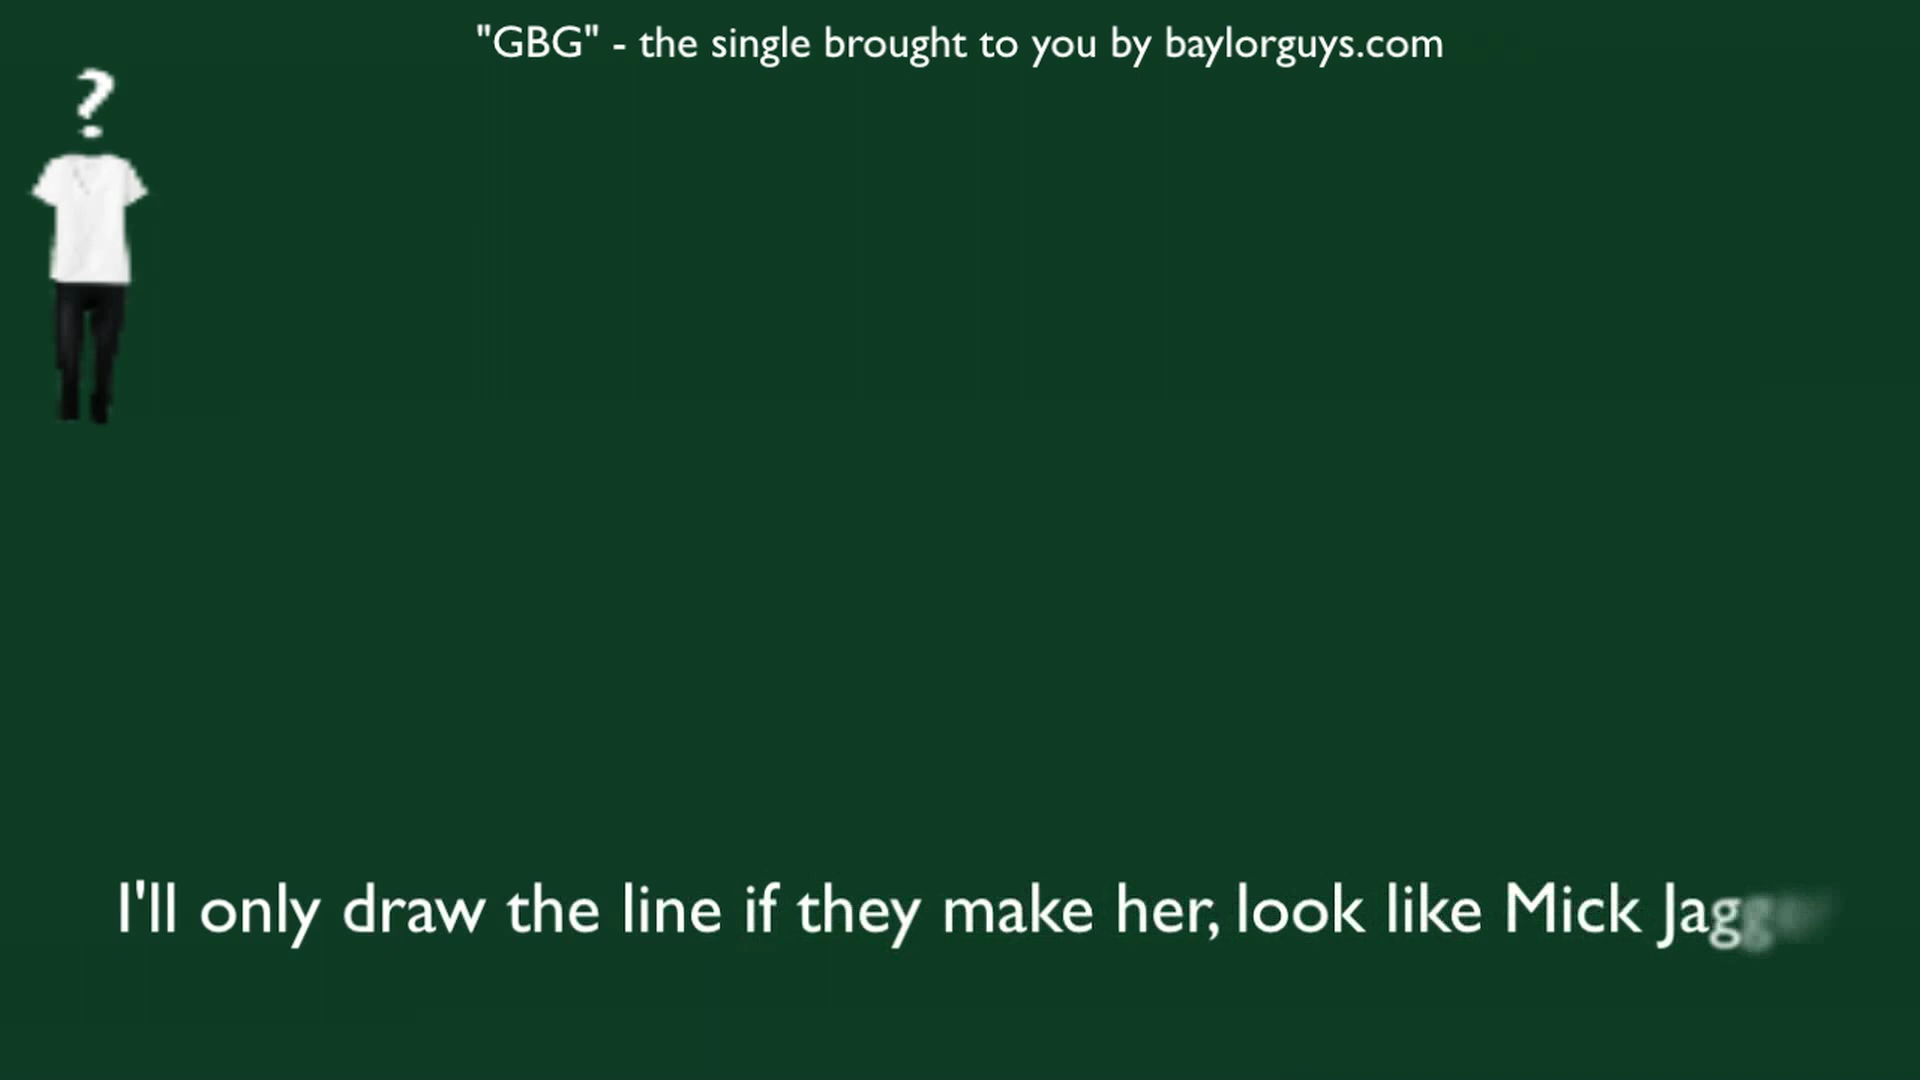 "GBG" - the single brought to you by baylorguys.com
?
I'll only draw the line if they make her, look like Mick Jagg